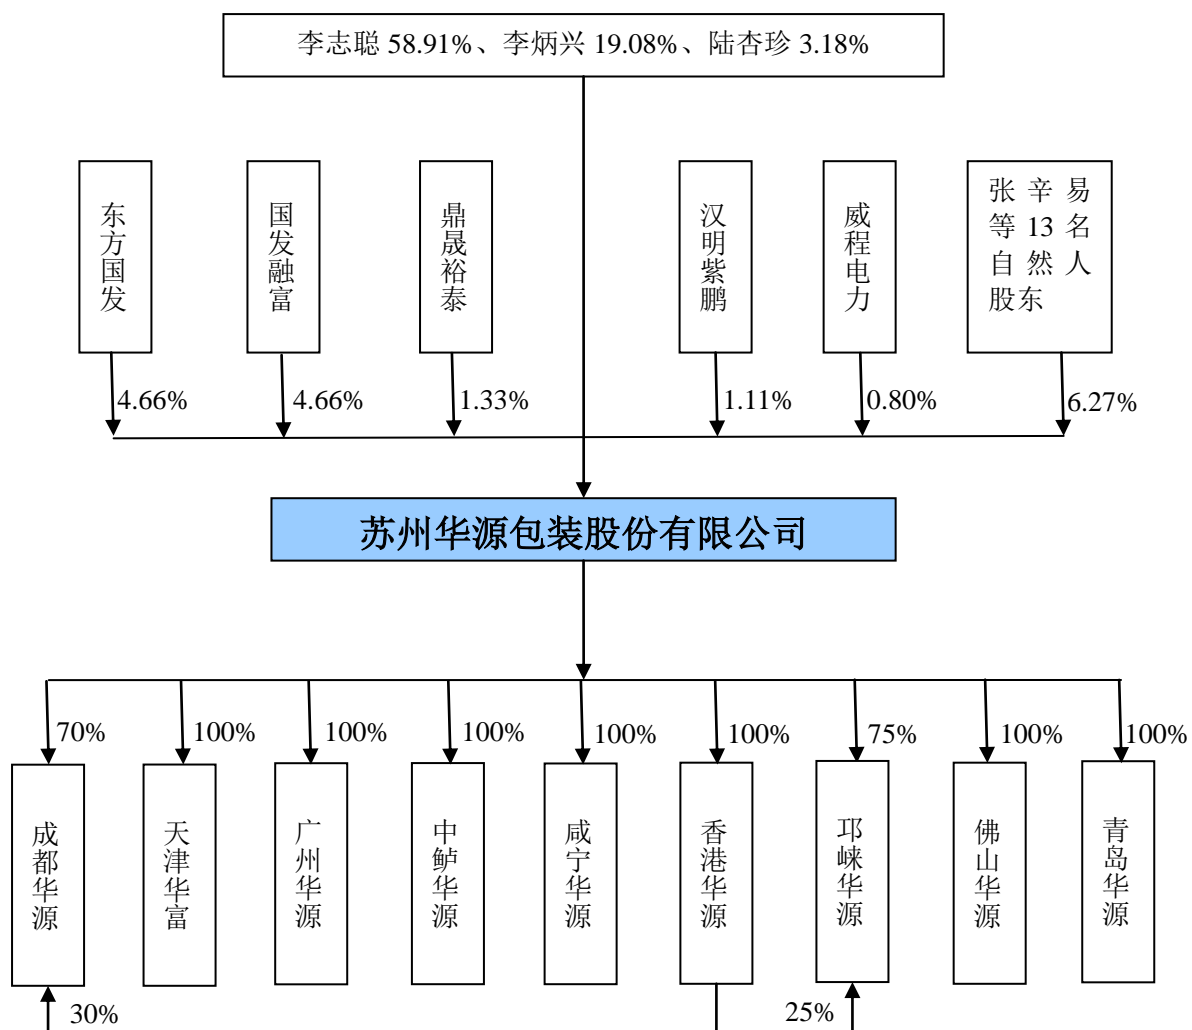 李志聪 58.91%、李炳兴 19.08%、陆杏珍 3.18%
东方国发
国发融富
鼎晟裕泰
汉明紫鹏
威程电力
张辛易
等13名
自然人
股东
4.66%
4.66%
1.33%
1.11%
0.80%
6.27%
苏州华源包装股份有限公司
70%
100%
100%
100%
100%
100%
75%
100%
100%
成都华源
天津华富
广州华源
中鲈华源
咸宁华源
香港华源
邛崃华源
佛山华源
青岛华源
30%
25%